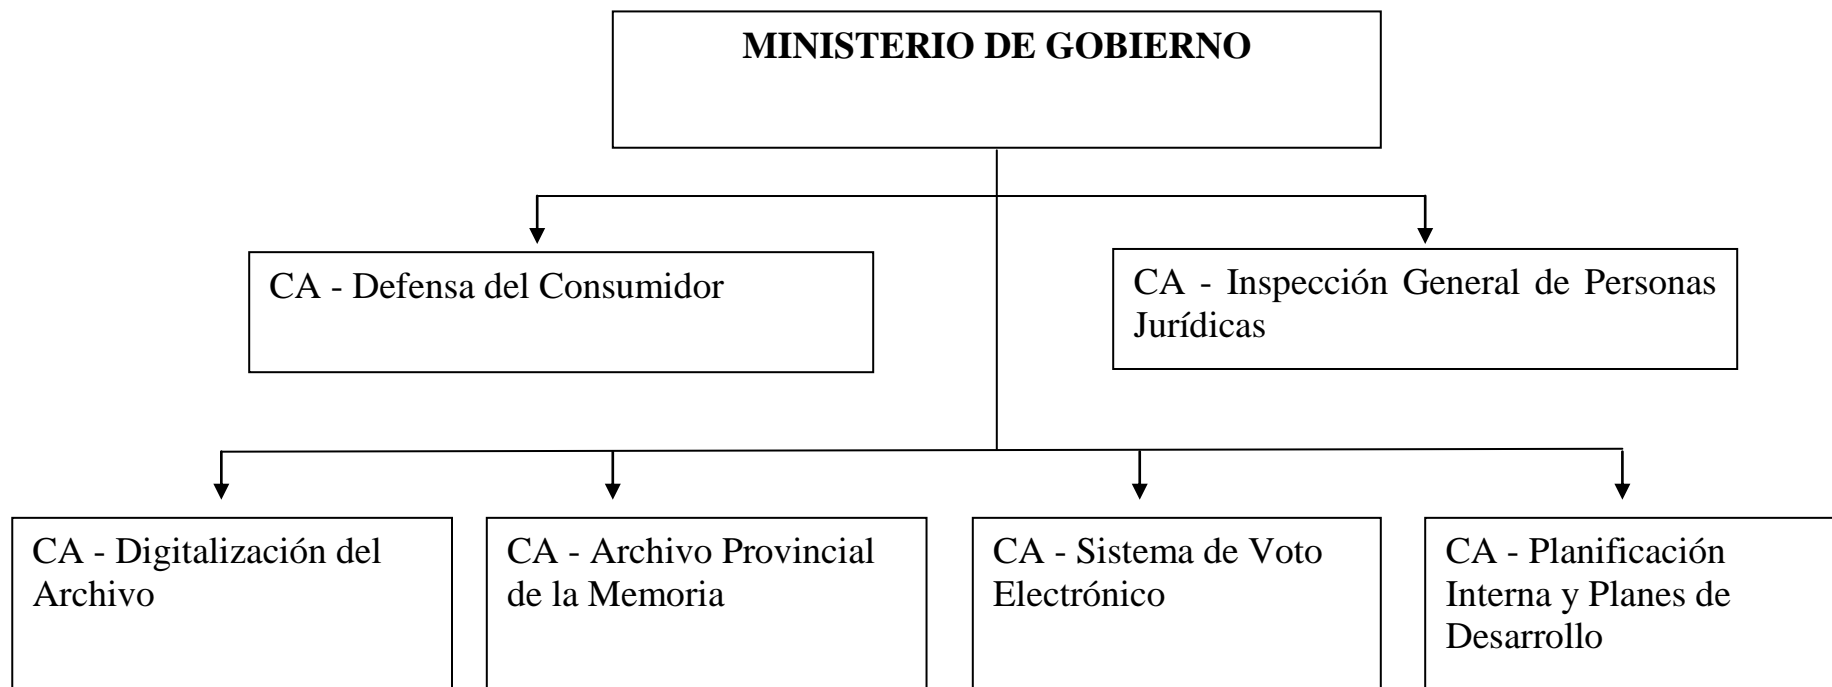 MINISTERIO DE GOBIERNO
CA - Defensa del Consumidor
CA - Inspección General de Personas
Jurídicas
CA - Digitalización del
Archivo
CA - Archivo Provincial
de la Memoria
CA - Sistema de Voto
Electrónico
CA - Planificación
Interna y Planes de
Desarrollo